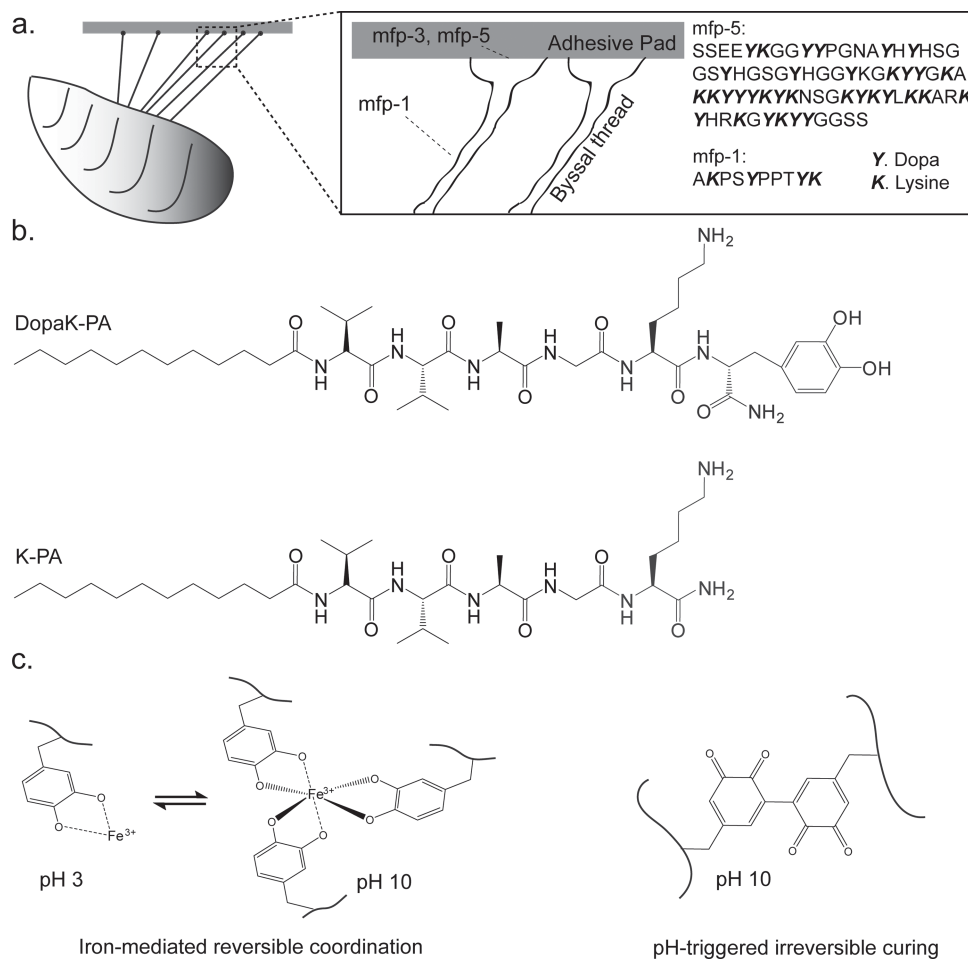 a.
mfp-3, mfp-5
Adhesive Pad
mfp-1
Byssal thread
mfp-5:
SSEEYKGGYYPGNAYHYHSG
GSYHGSGYHGGYKGKYYGKA
KKYYYKYKNSGKYKYLKKARK
YHRKGYKYYGGSS
mfp-1:
AKPSYPPTYK
Y. Dopa
K. Lysine
b.
DopaK-PA
O
H
N
O
H
N
O
NH₂
H
N
OH
OH
N
H
O
N
H
O
N
H
O
O
NH₂
K-PA
O
H
N
O
H
N
O
NH₂
N
H
O
N
H
O
N
H
O
NH₂
c.
O
O
Fe³⁺
pH 3
O
O
Fe³⁺
O
O
O
O
pH 10
Iron-mediated reversible coordination
O
O
O
O
pH 10
pH-triggered irreversible curing